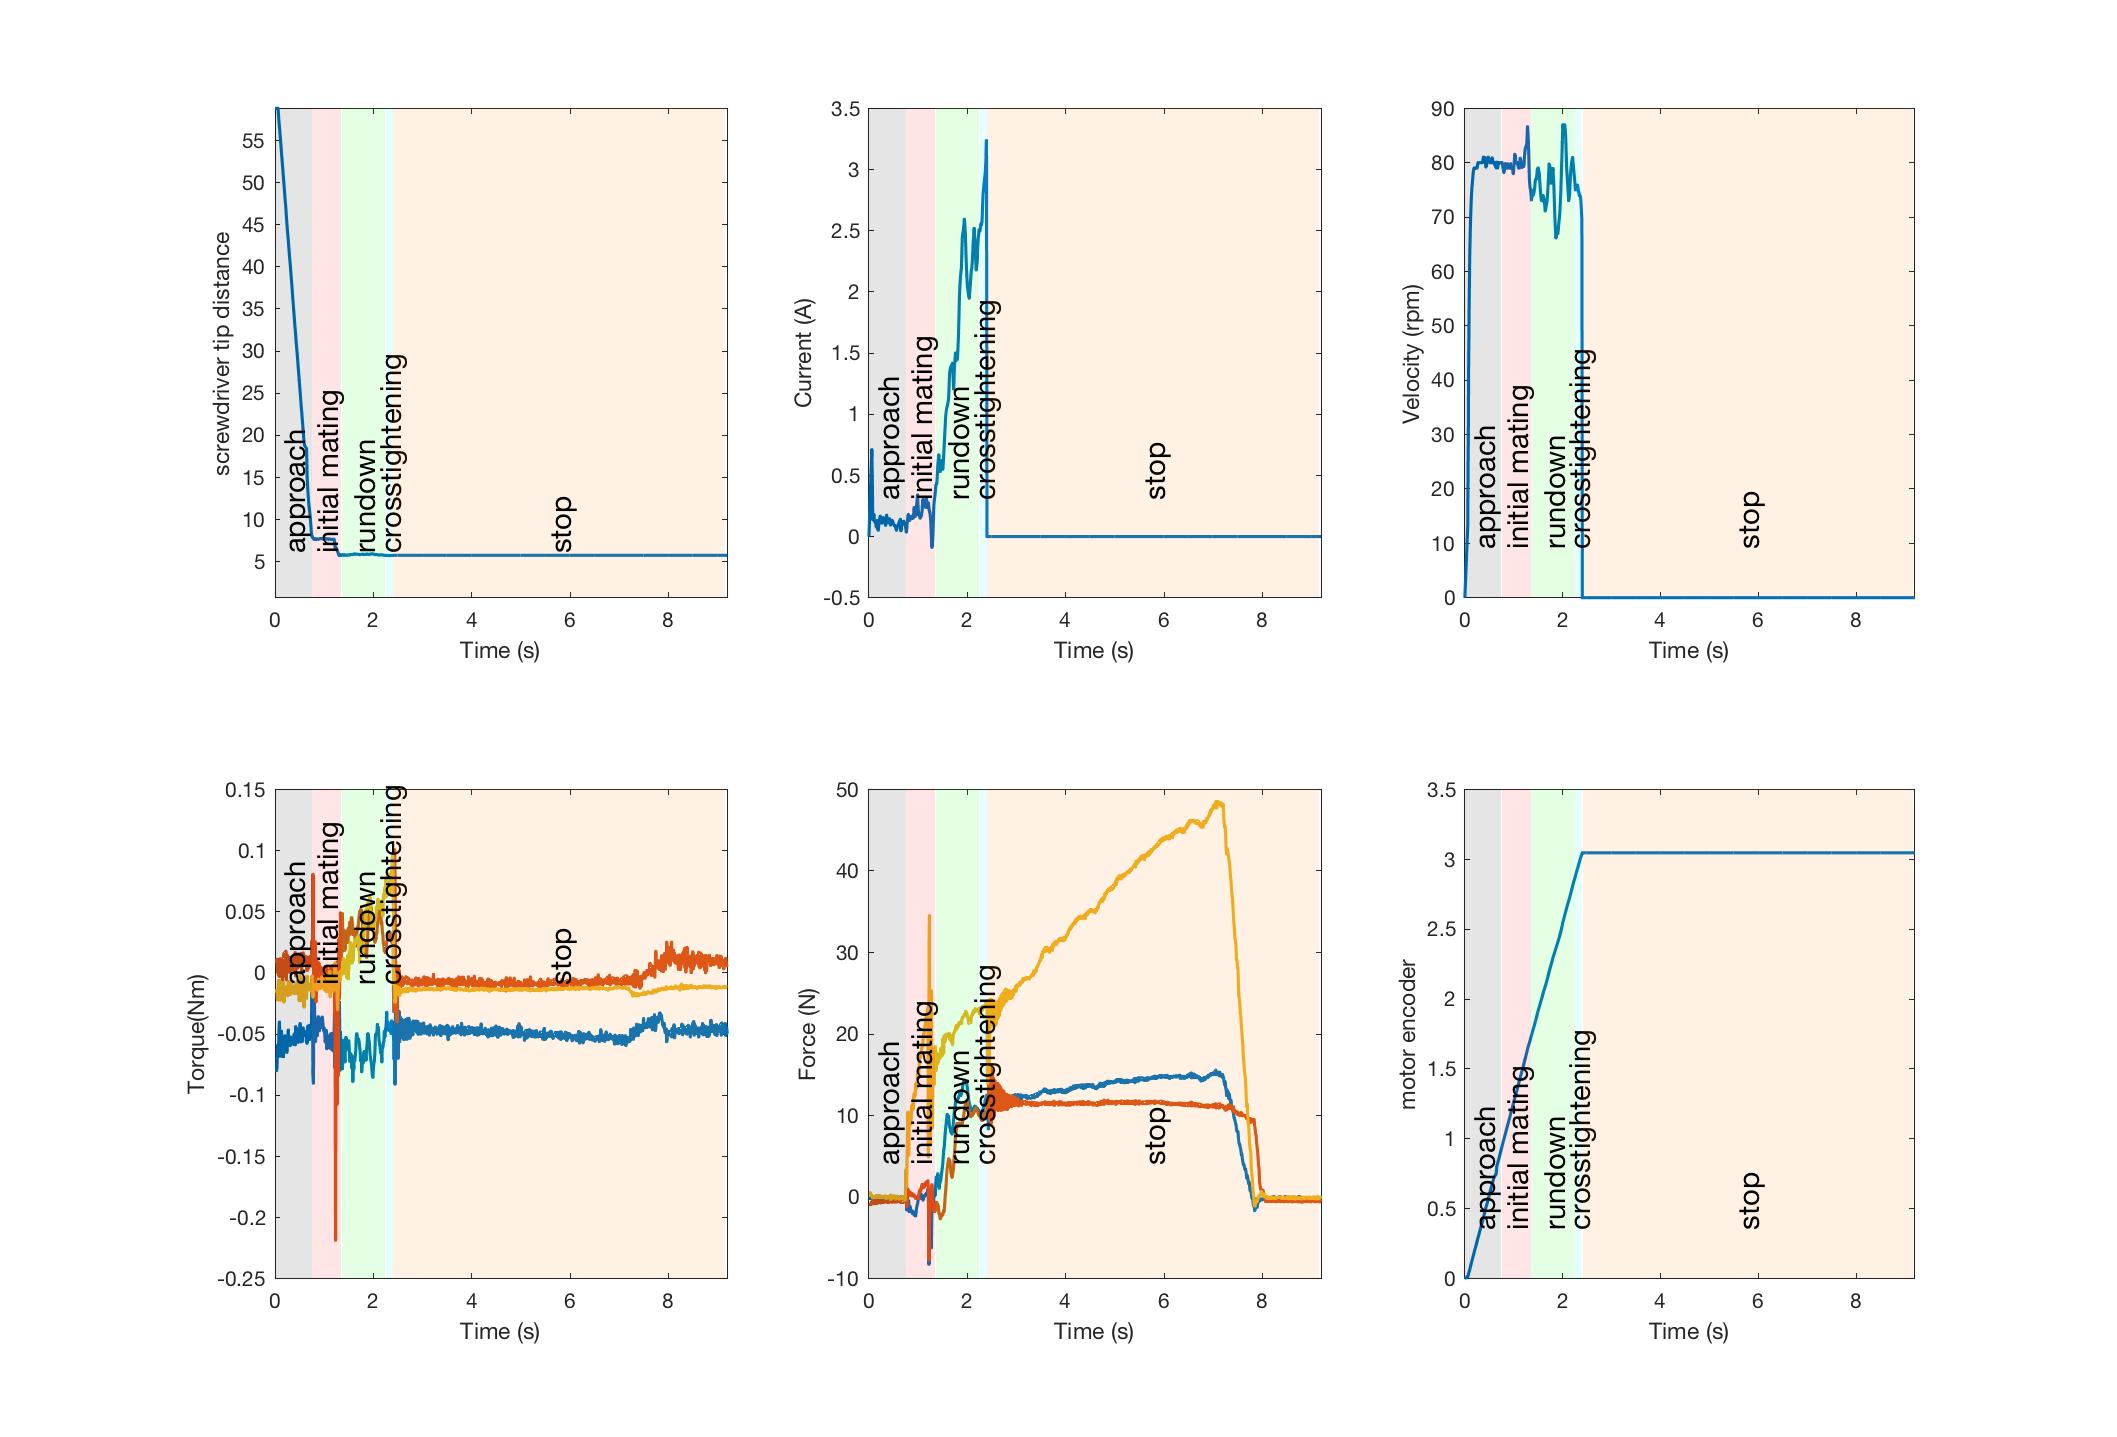 55
50
45
40
35
30
25
20
15
10
5
screwdriver tip distance
approach
initial mating
rundown
crosstightening
stop
0
2
4
6
8
Time (s)
3.5
3
2.5
2
1.5
1
0.5
0
-0.5
Current (A)
approach
initial mating
rundown
crosstightening
stop
0
2
4
6
8
Time (s)
90
80
70
60
50
40
30
20
10
0
Velocity (rpm)
approach
initial mating
rundown
crosstightening
stop
0
2
4
6
8
Time (s)
0.15
0.1
0.05
0
-0.05
-0.1
-0.15
-0.2
-0.25
Torque(Nm)
approach
initial mating
rundown
crosstightening
stop
0
2
4
6
8
Time (s)
50
40
30
20
10
0
-10
Force (N)
approach
initial mating
rundown
crosstightening
stop
0
2
4
6
8
Time (s)
3.5
3
2.5
2
1.5
1
0.5
0
motor encoder
approach
initial mating
rundown
crosstightening
stop
0
2
4
6
8
Time (s)